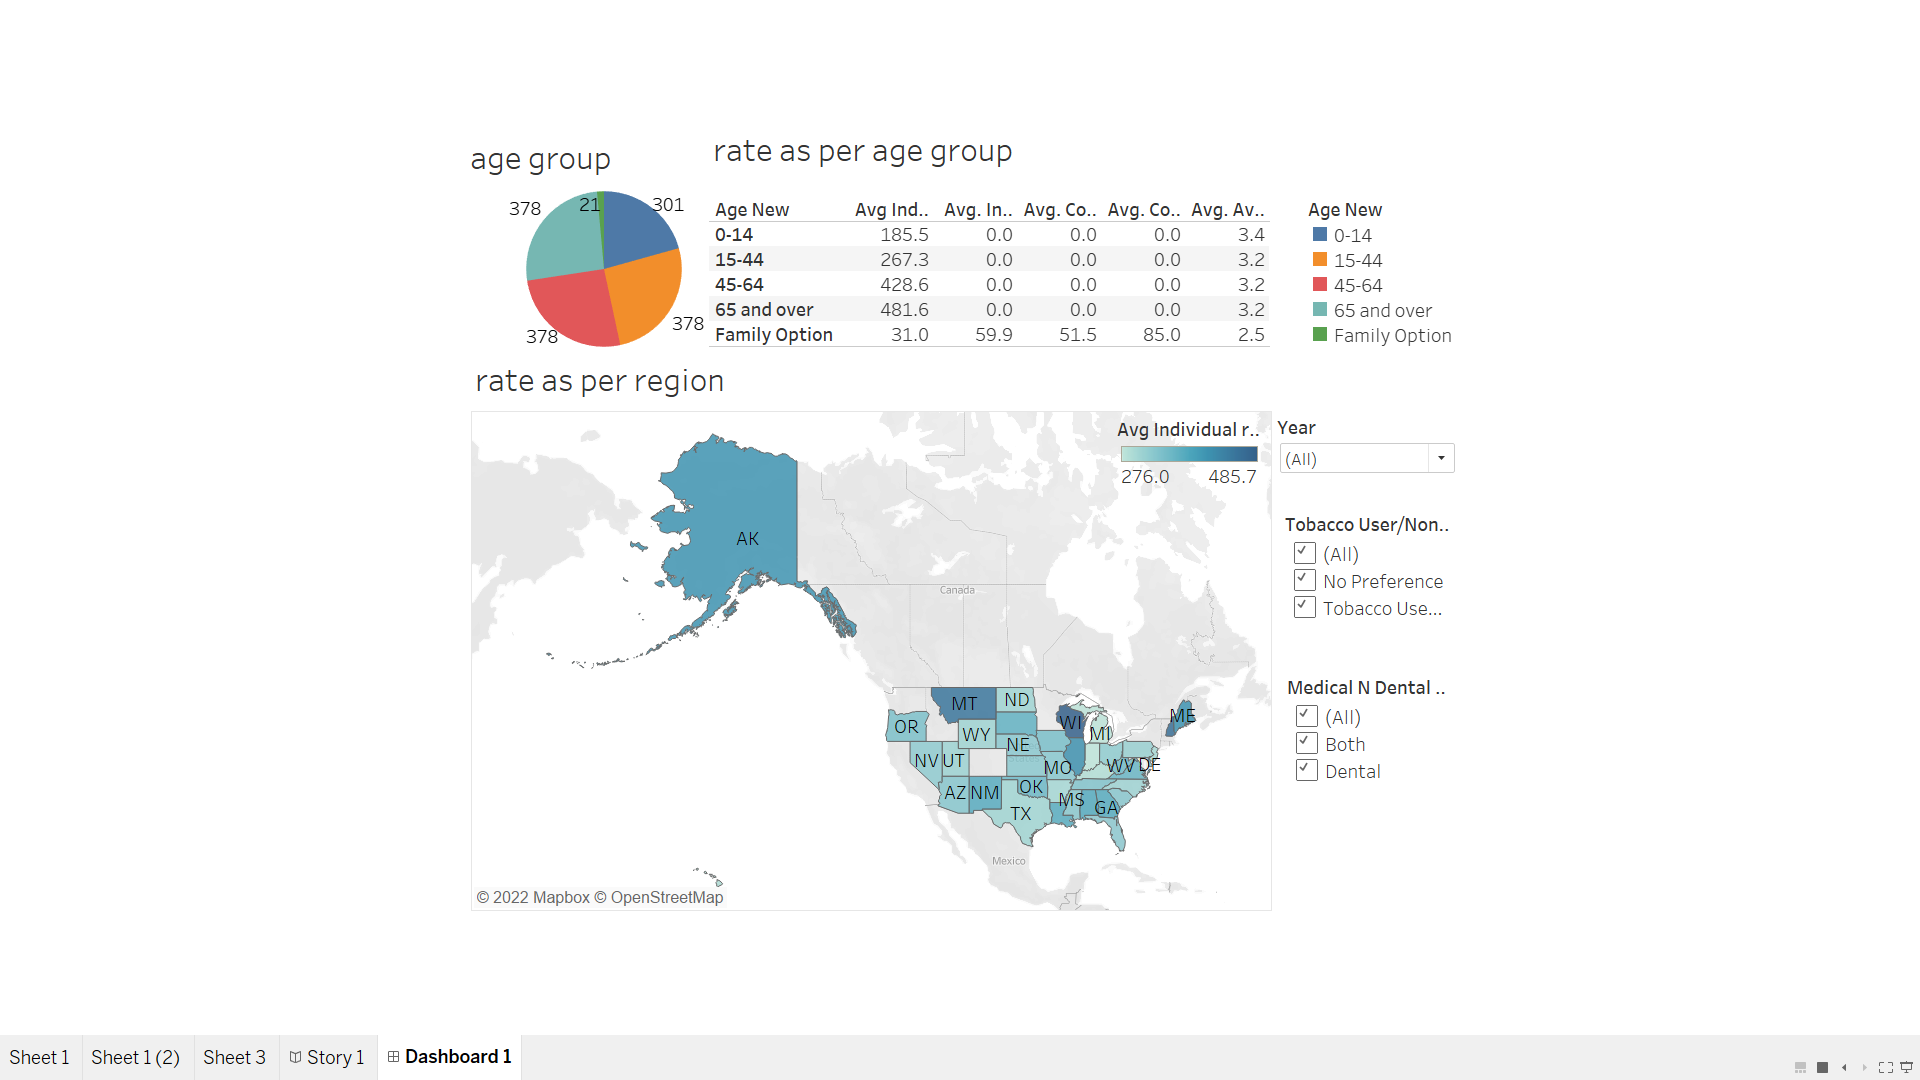 age group
378
21
301
378
378
rate as per age group
Age New Avg Ind.. Avg. In.. Avg. Co.. Avg. Co.. Avg. Av..
0-14 185.5 0.0 0.0 0.0 3.4
15-44 267.3 0.0 0.0 0.0 3.2
45-64 428.6 0.0 0.0 0.0 3.2
65 and over 481.6 0.0 0.0 0.0 3.2
Family Option 31.0 59.9 51.5 85.0 2.5
Age New
0-14
15-44
45-64
65 and over
Family Option
rate as per region
Avg Individual r..
276.0 485.7
AK
Canada
MT
ND
OR
WY
WI
MI
ME
NE
NV
UT
MO
WV
DE
AZ
NM
OK
TX
MS
GA
Mexico
© 2022 Mapbox © OpenStreetMap
Year
(All)
Tobacco User/Non..
(All)
No Preference
Tobacco Use...
Medical N Dental ..
(All)
Both
Dental
Sheet 1 Sheet 1 (2) Sheet 3 Story 1 Dashboard 1